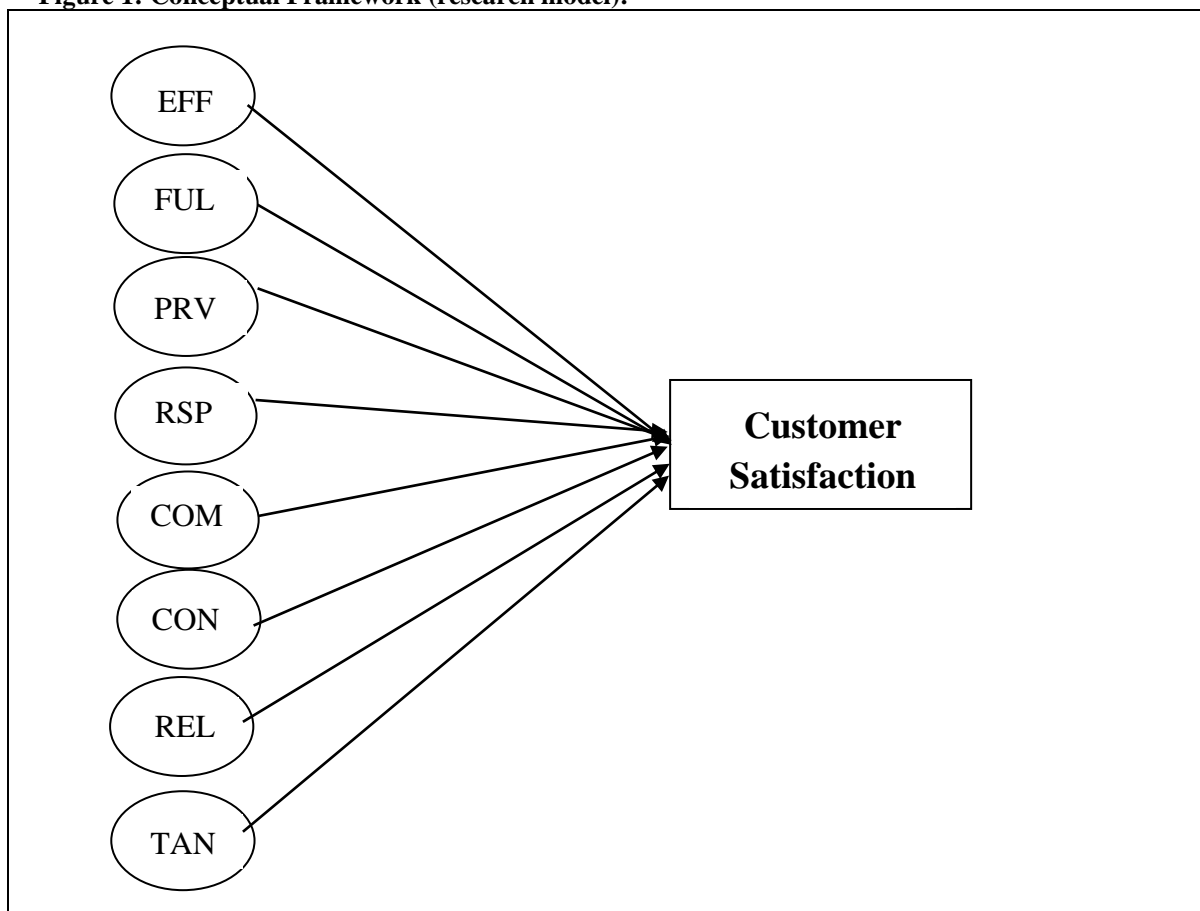 Figure 1: Conceptual Framework (research model).
EFF
FUL
PRV
RSP
COM
CON
REL
TAN
Customer
Satisfaction